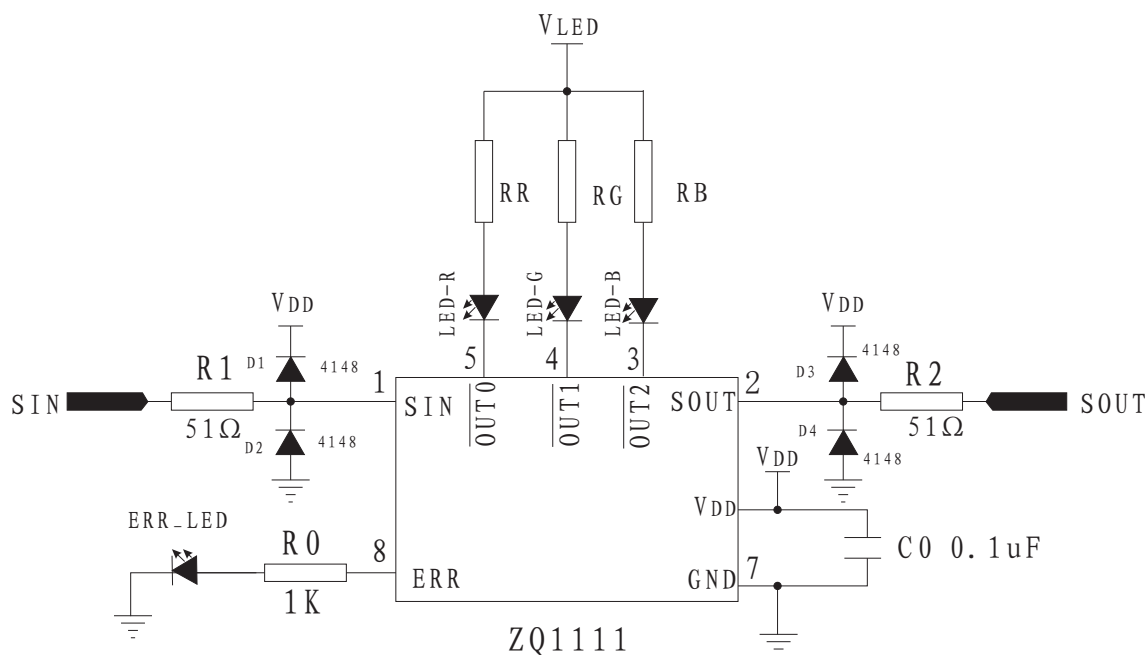 VLED
RR
RG
RB
LED-R
LED-G
LED-B
VDD
VDD
D1
4148
D3
4148
R1
5
4
3
R2
1
2
SIN
SIN
OUT0
OUT1
OUT2
SOUT
SOUT
51Ω
51Ω
D2
4148
D4
4148
VDD
VDD
ERR_LED
R0
8
ERR
1K
C0 0.1uF
7
GND
ZQ1111